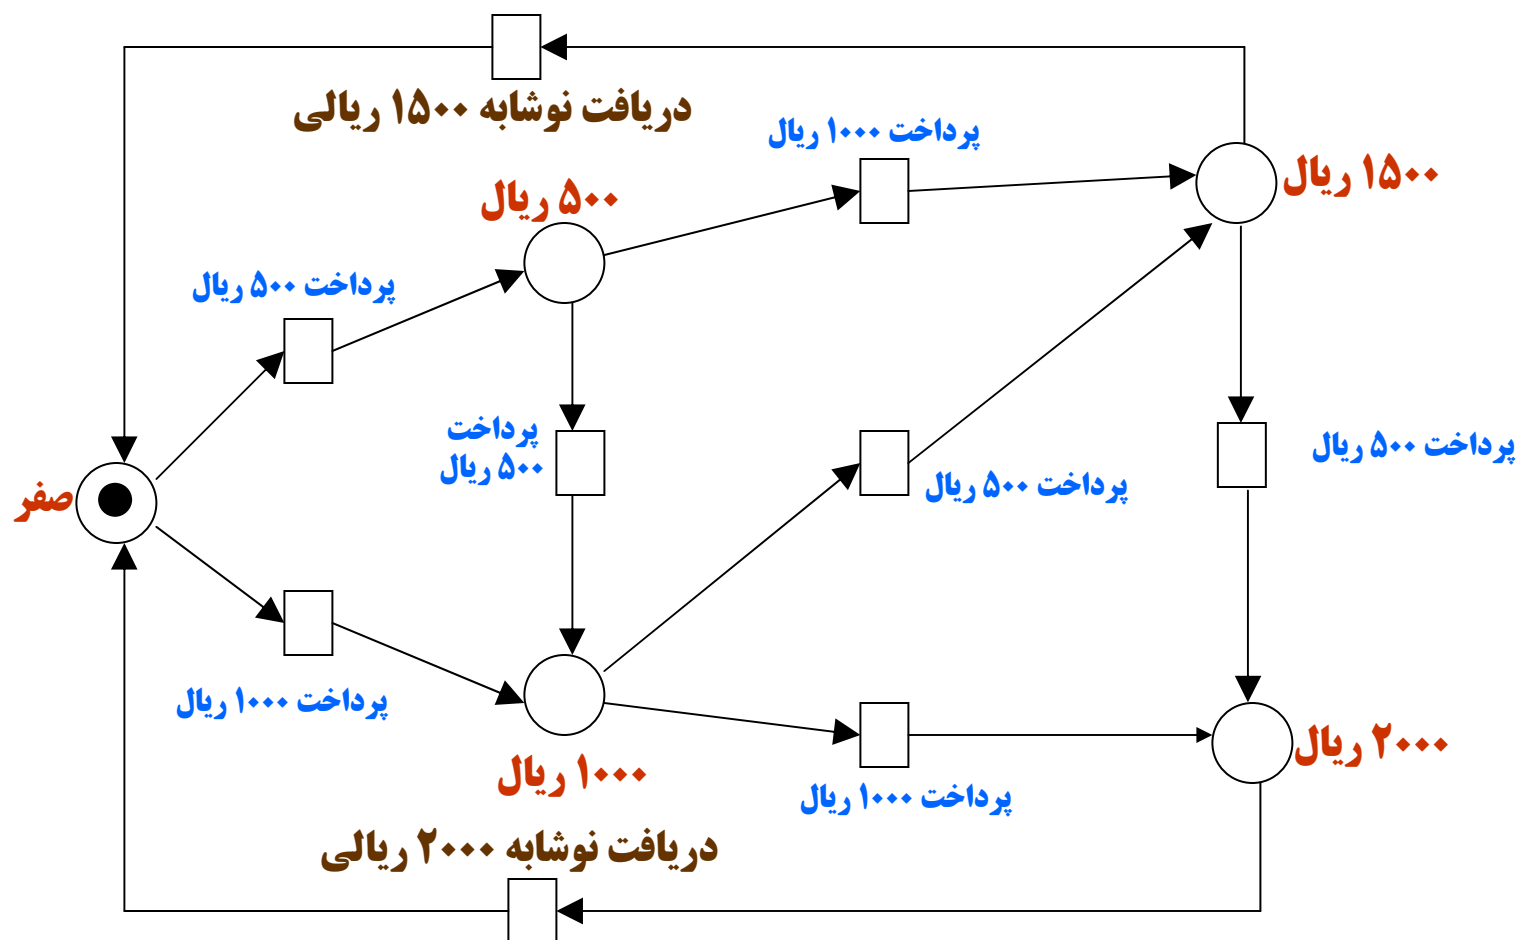 دریافت نوشابه ۱۵۰۰ ریالی
پرداخت ۱۰۰۰ ریال
۱۵۰۰ ریال
۵۰۰ ریال
پرداخت ۵۰۰ ریال
پرداخت
۵۰۰ ریال
پرداخت ۵۰۰ ریال
پرداخت ۵۰۰ ریال
صفر
پرداخت ۱۰۰۰ ریال
۲۰۰۰ ریال
۱۰۰۰ ریال
پرداخت ۱۰۰۰ ریال
دریافت نوشابه ۲۰۰۰ ریالی